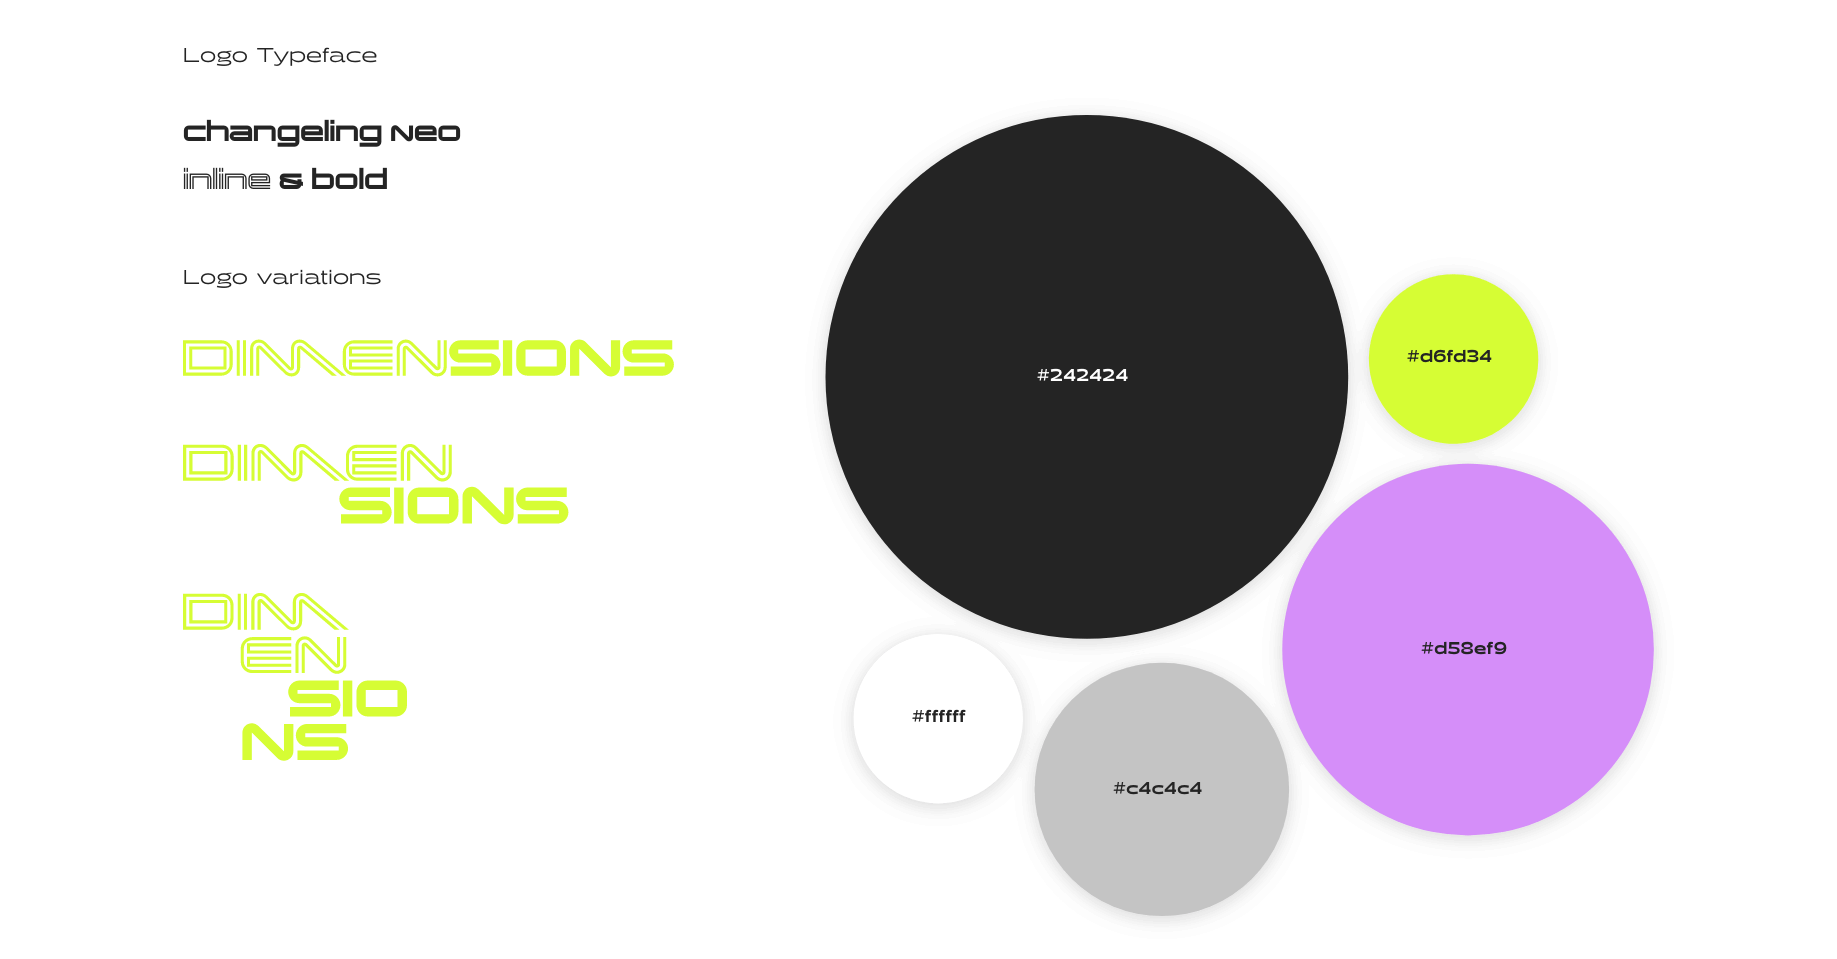 Logo Typeface
changeling neo
inline & bold
Logo variations
DIMENSIONS
DIMEN
SIONS
DIM
EN
SIO
NS
#242424
#d6fd34
#d58ef9
#ffffff
#c4c4c4